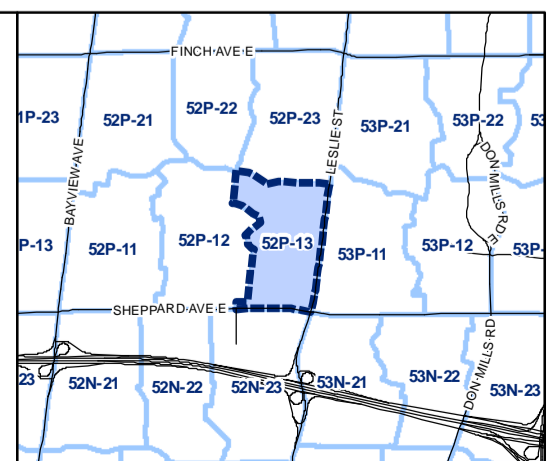 FINCH AVE E
1P-23
52P-21
52P-22
52P-23
53P-21
53P-22
53
LESLIE ST
BAYVIEW AVE
DON MILLS RD E
P-13
52P-11
52P-12
52P-13
53P-11
53P-12
53P-
SHEPPARD AVE E
DON MILLS RD
23
52N-21
52N-22
52N-23
53N-21
53N-22
53N-23